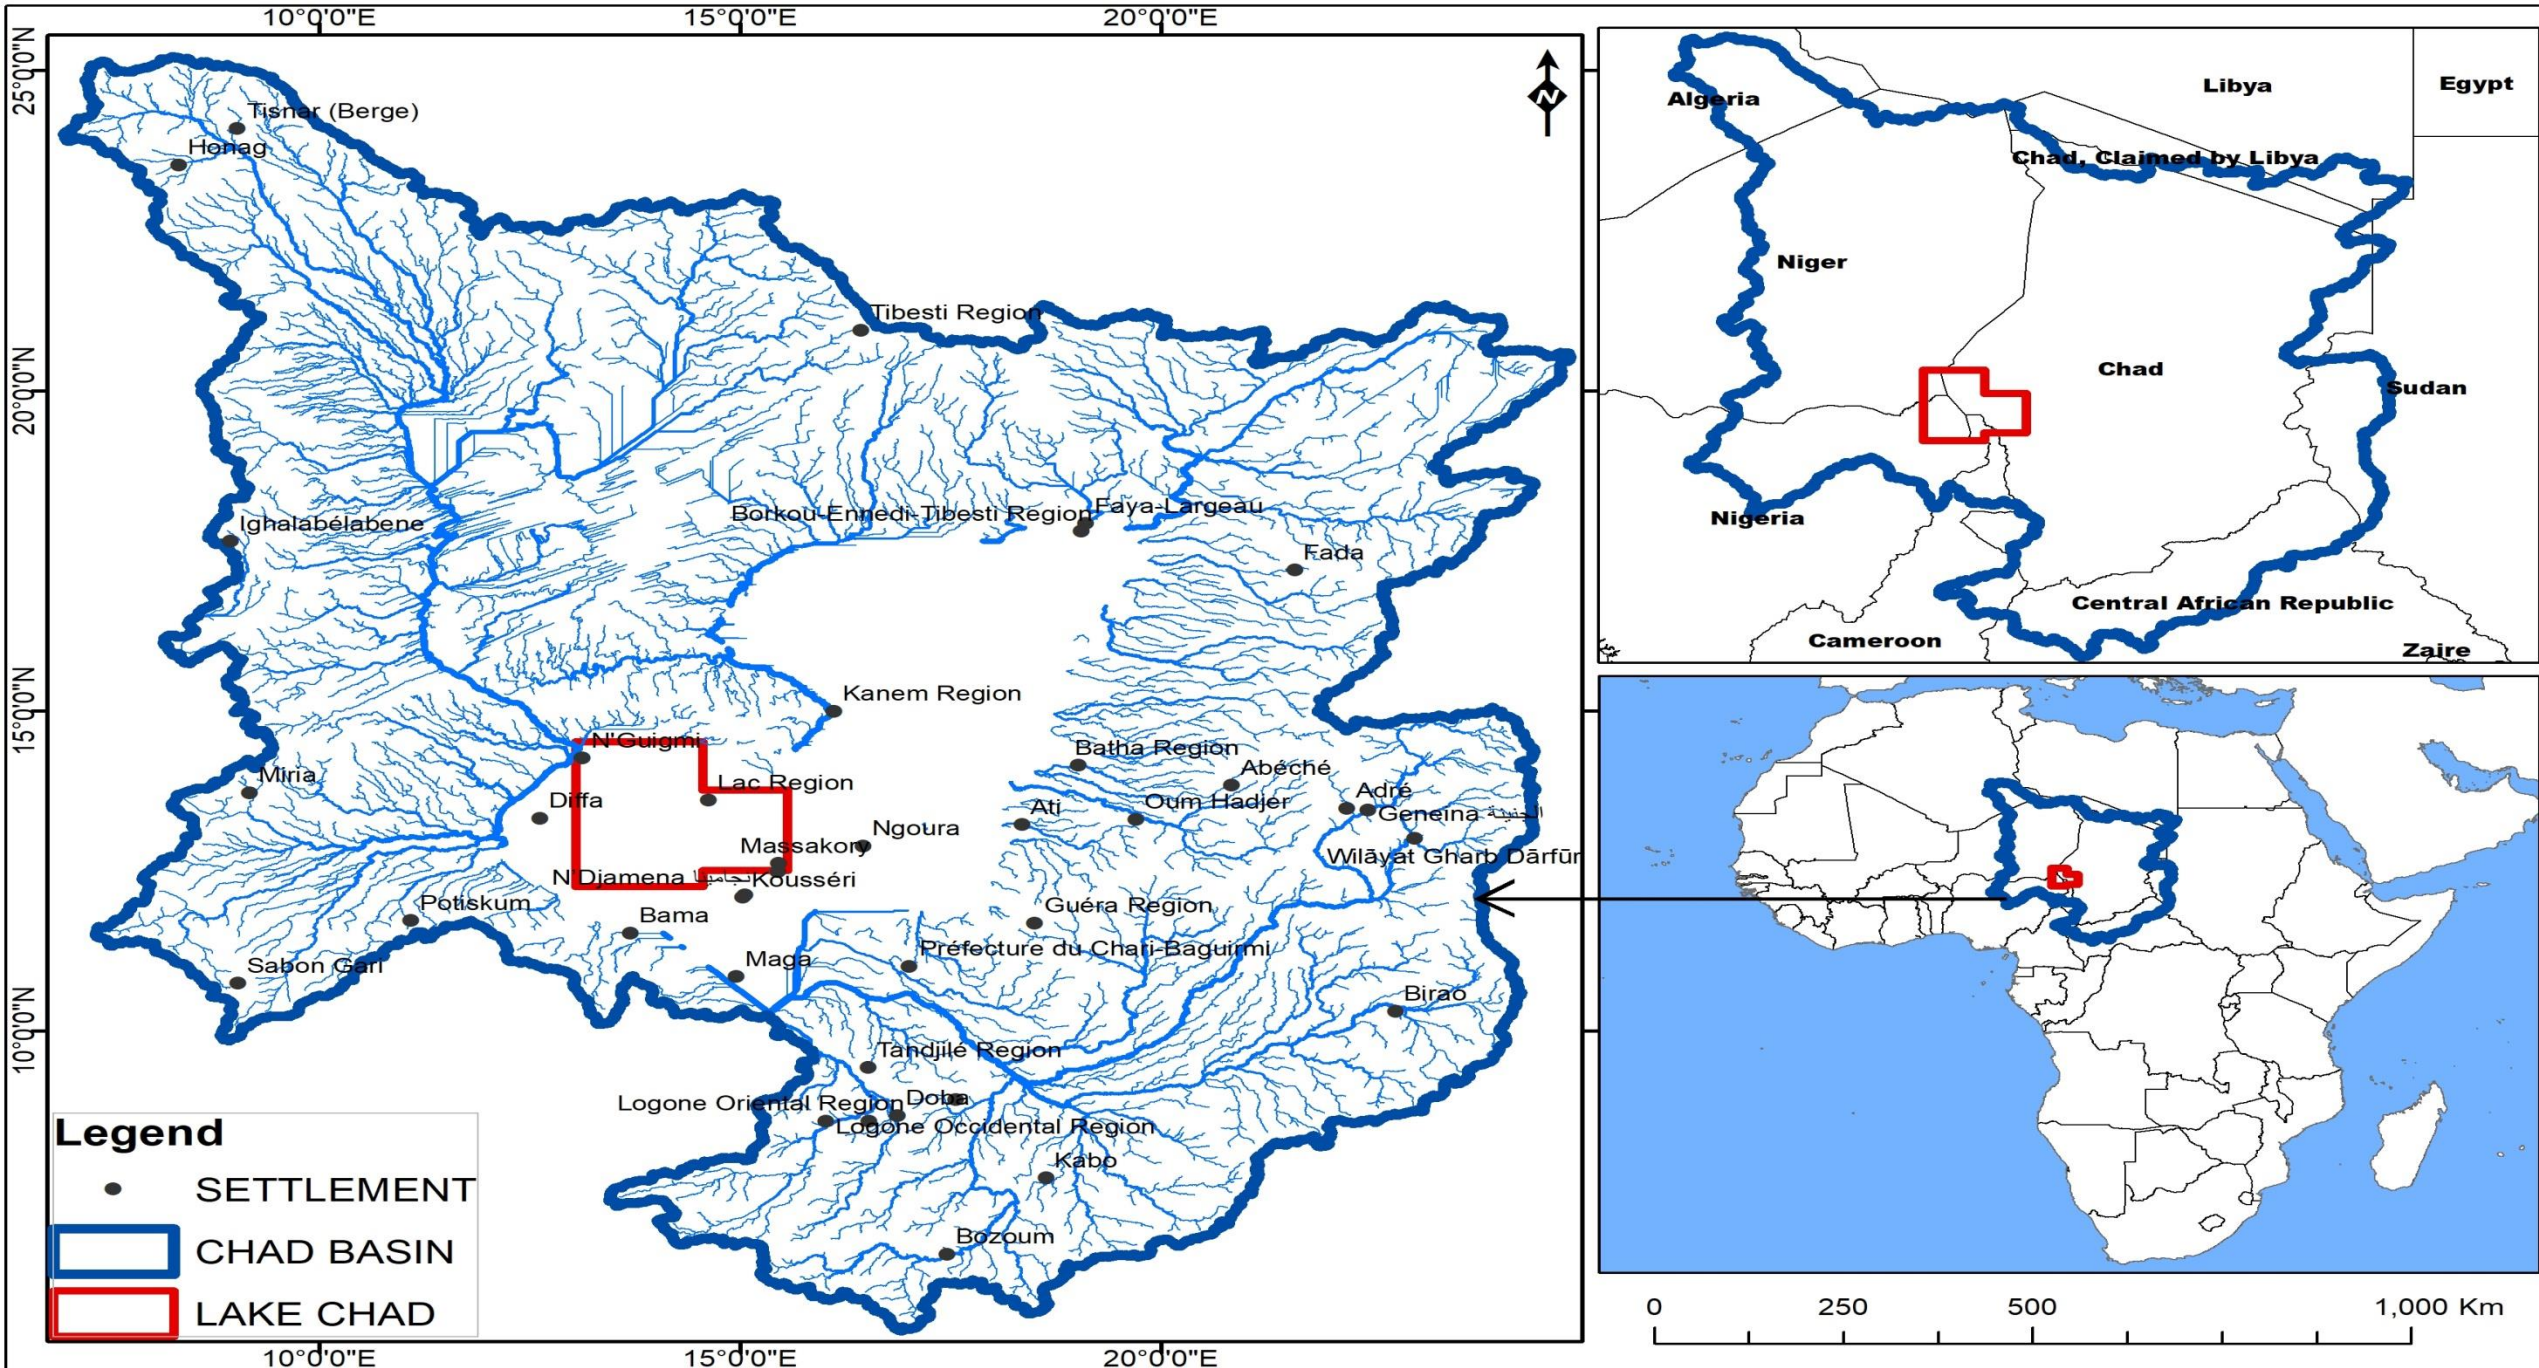 10°0'0"E
15°0'0"E
20°0'0"E
25°0'0"N
20°0'0"N
15°0'0"N
10°0'0"N
N
Tisnar (Berge)
Honag
Tibesti Region
Borkou-Ennedi-Tibesti Region
Faya-Largeau
Ighalabélabene
Fada
Kanem Region
N'Guigmi
Batha Region
Miria
Lac Region
Abéché
Diffa
Ati
Oum Hadjer
Adré
Geneina الجنينة
Ngoura
Massakory
Wilāyat Gharb Dārfūr
N'Djamena نجامينا
Kousséri
Potiskum
Bama
Guéra Region
Préfecture du Chari-Baguirmi
Sabon Gari
Maga
Birao
Tandjilé Region
Logone Oriental Region
Doba
Logone Occidental Region
Kabo
Bozoum
Legend
SETTLEMENT
CHAD BASIN
LAKE CHAD
10°0'0"E
15°0'0"E
20°0'0"E
Algeria
Libya
Egypt
Chad, Claimed by Libya
Niger
Chad
Sudan
Nigeria
Central African Republic
Cameroon
Zaire
0 250 500 1,000 Km